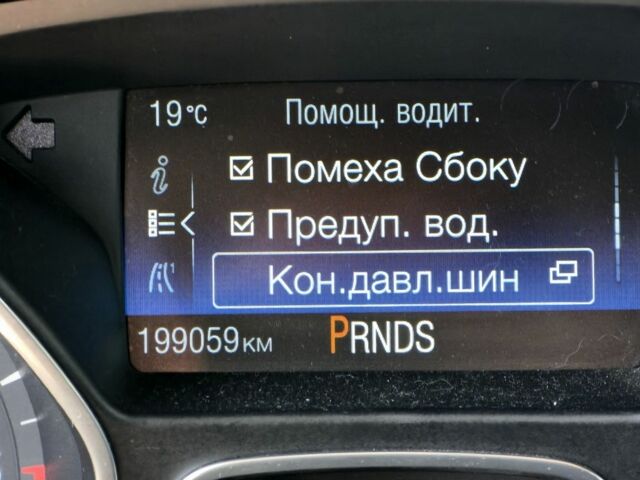 19°C Помощ. водит.
Помеха Сбоку
Предуп. вод.
Кон.давл.шин
199059км PRNDS